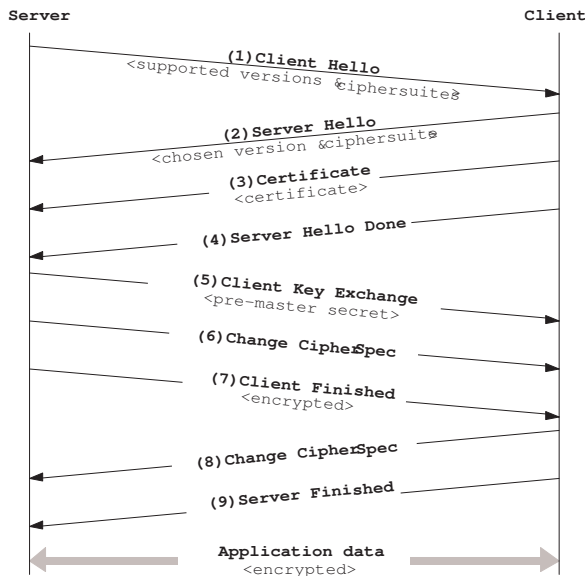 Server
Client
(1)Client Hello
<supported versions & ciphersuites>
(2)Server Hello
<chosen version &ciphersuite>
(3)Certificate
<certificate>
(4)Server Hello Done
(5)Client Key Exchange
<pre-master secret>
(6)Change CipherSpec
(7)Client Finished
<encrypted>
(8)Change CipherSpec
(9)Server Finished
Application data
<encrypted>